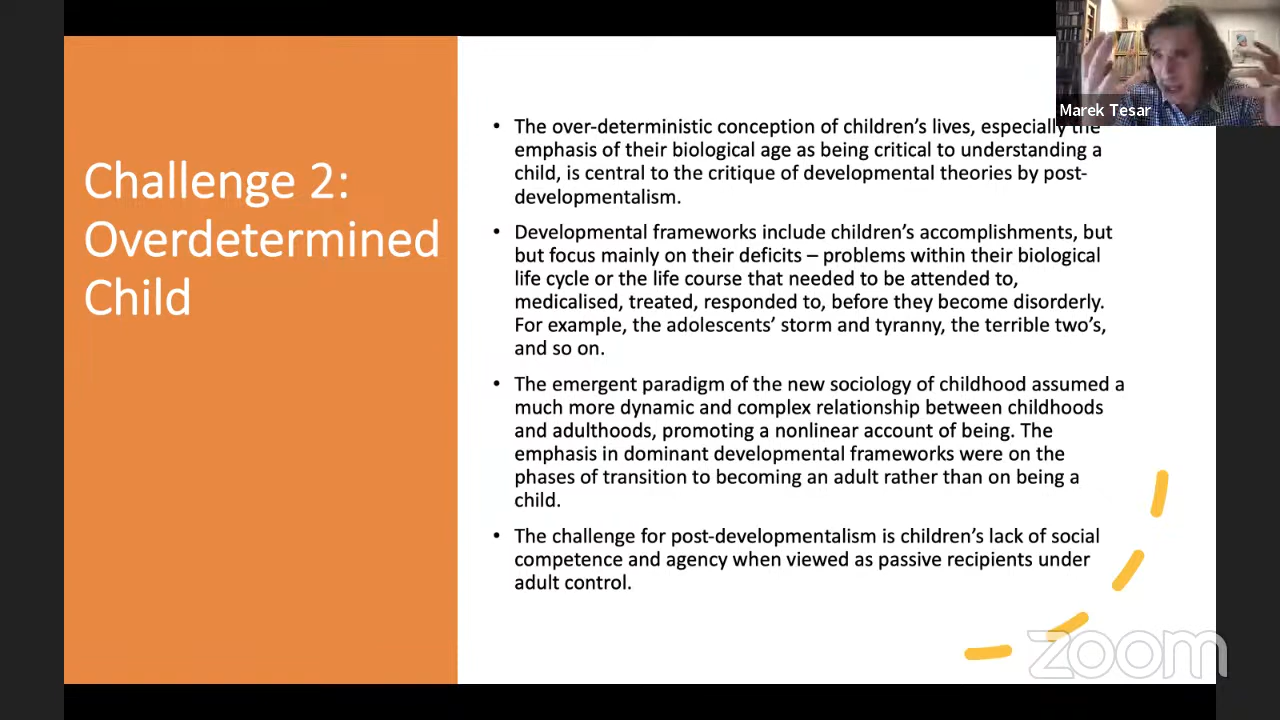 Marek Tesar
Challenge 2:
Overdetermined
Child
• The over-deterministic conception of children's lives, especially the
emphasis of their biological age as being critical to understanding a
child, is central to the critique of developmental theories by post-
developmentalism.
• Developmental frameworks include children's accomplishments, but
but focus mainly on their deficits – problems within their biological
life cycle or the life course that needed to be attended to,
medicalised, treated, responded to, before they become disorderly.
For example, the adolescents' storm and tyranny, the terrible two's,
and so on.
• The emergent paradigm of the new sociology of childhood assumed a
much more dynamic and complex relationship between childhoods
and adulthoods, promoting a nonlinear account of being. The
emphasis in dominant developmental frameworks were on the
phases of transition to becoming an adult rather than on being a
child.
• The challenge for post-developmentalism is children's lack of social
competence and agency when viewed as passive recipients under
adult control.
zoom